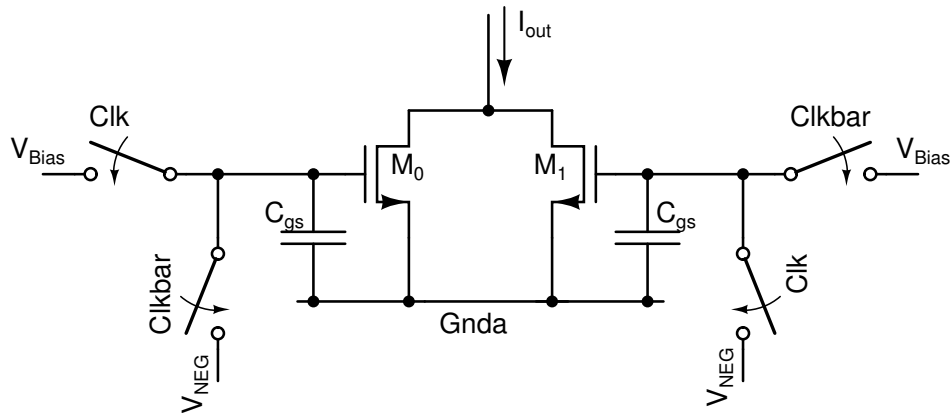 I_out
Clk
Clkbar
V_Bias
V_Bias
M_0
M_1
C_gs
C_gs
Clkbar
Clk
Gnda
V_NEG
V_NEG